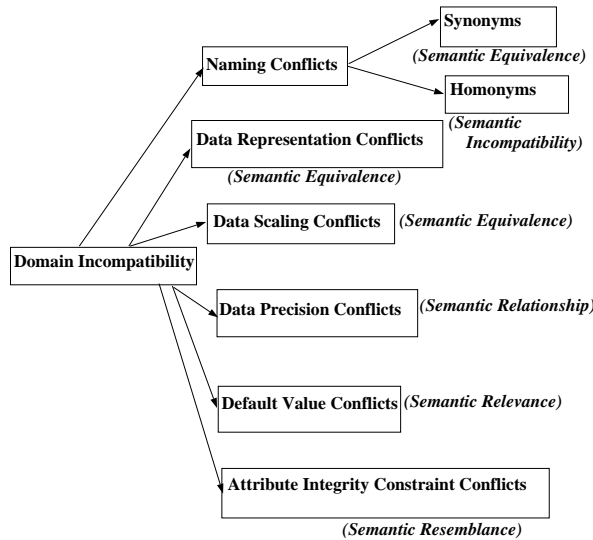 Synonyms
(Semantic Equivalence)
Naming Conflicts
Homonyms
(Semantic
Incompatibility)
Data Representation Conflicts
(Semantic Equivalence)
Data Scaling Conflicts
(Semantic Equivalence)
Domain Incompatibility
Data Precision Conflicts
(Semantic Relationship)
Default Value Conflicts
(Semantic Relevance)
Attribute Integrity Constraint Conflicts
(Semantic Resemblance)